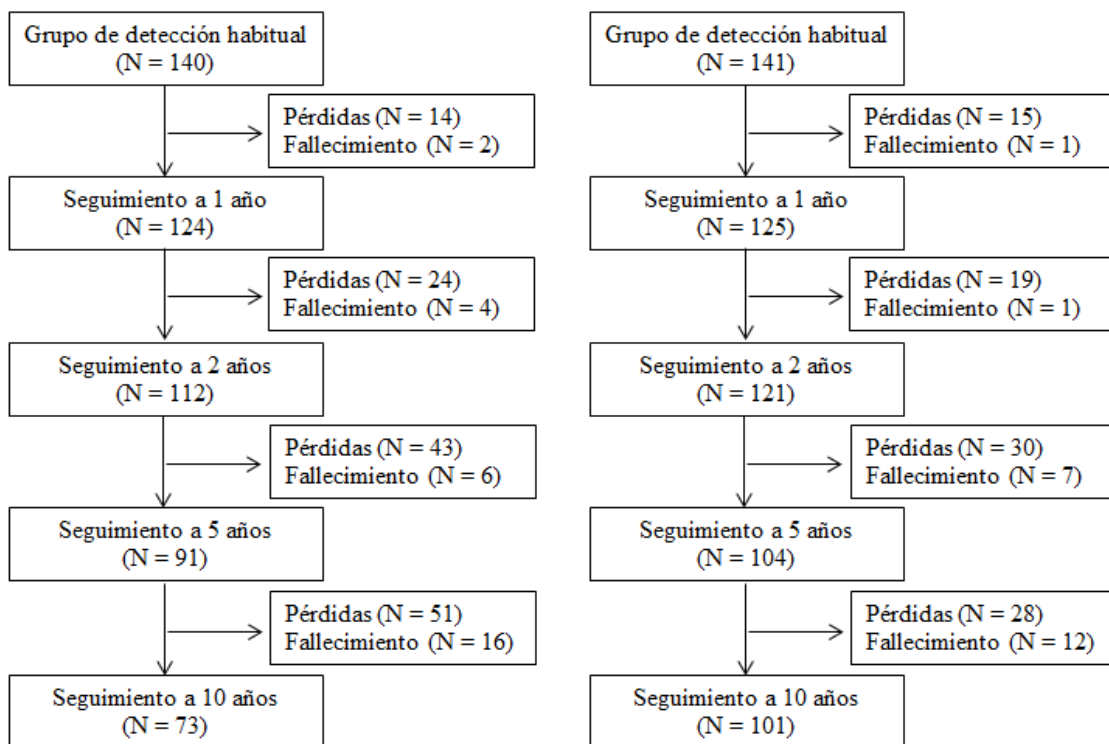 Grupo de detección habitual
(N = 140)
Pérdidas (N = 14)
Fallecimiento (N = 2)
Seguimiento a 1 año
(N = 124)
Pérdidas (N = 24)
Fallecimiento (N = 4)
Seguimiento a 2 años
(N = 112)
Pérdidas (N = 43)
Fallecimiento (N = 6)
Seguimiento a 5 años
(N = 91)
Pérdidas (N = 51)
Fallecimiento (N = 16)
Seguimiento a 10 años
(N = 73)
Grupo de detección habitual
(N = 141)
Pérdidas (N = 15)
Fallecimiento (N = 1)
Seguimiento a 1 año
(N = 125)
Pérdidas (N = 19)
Fallecimiento (N = 1)
Seguimiento a 2 años
(N = 121)
Pérdidas (N = 30)
Fallecimiento (N = 7)
Seguimiento a 5 años
(N = 104)
Pérdidas (N = 28)
Fallecimiento (N = 12)
Seguimiento a 10 años
(N = 101)